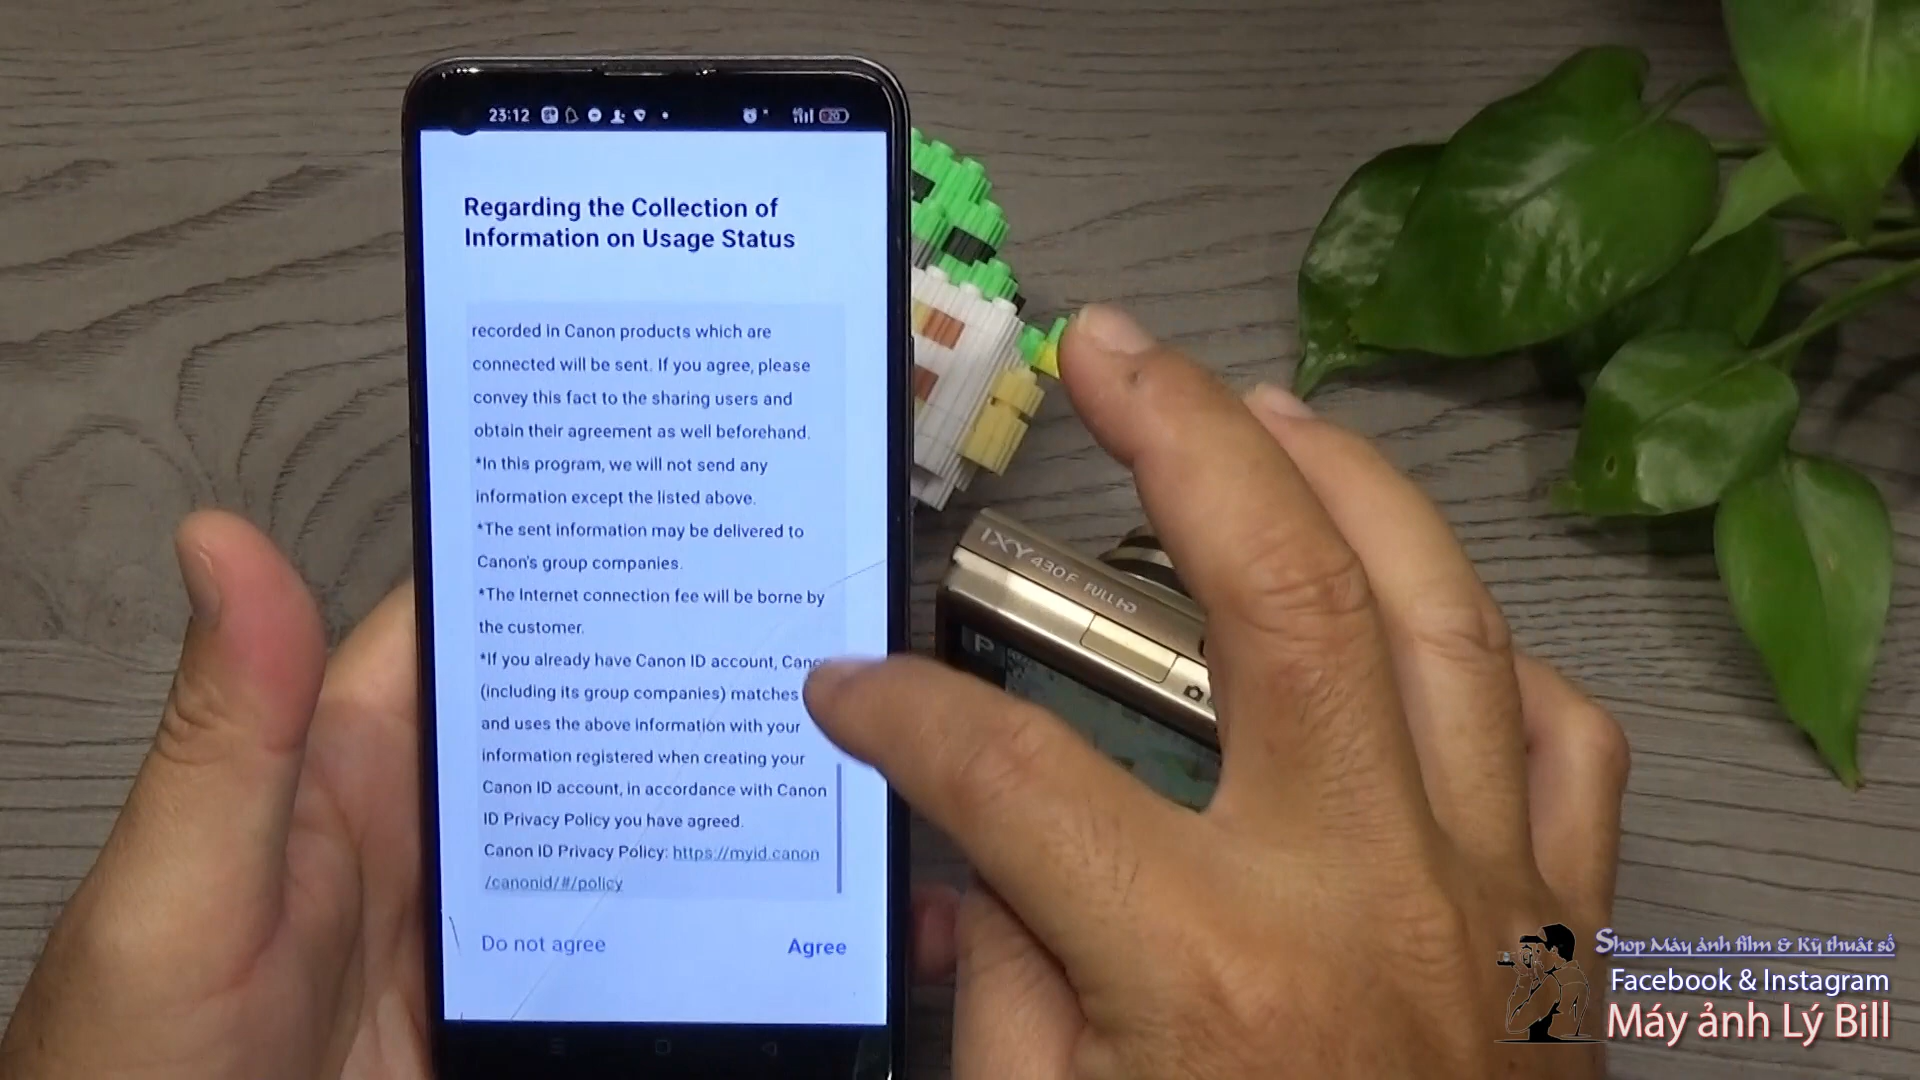 23:12
20
Regarding the Collection of
Information on Usage Status
recorded in Canon products which are
connected will be sent. If you agree, please
convey this fact to the sharing users and
obtain their agreement as well beforehand.
*In this program, we will not send any
information except the listed above.
*The sent information may be delivered to
Canon's group companies.
*The Internet connection fee will be borne by
the customer.
*If you already have Canon ID account, Canon
(including its group companies) matches
and uses the above information with your
information registered when creating your
Canon ID account, in accordance with Canon
ID Privacy Policy you have agreed.
Canon ID Privacy Policy: https://myid.canon
/canonid/#/policy
Do not agree
Agree
IXY 430F FULL HD
P
Shop Máy ảnh film & Kỹ thuật số
Facebook & Instagram
Máy ảnh Lý Bill